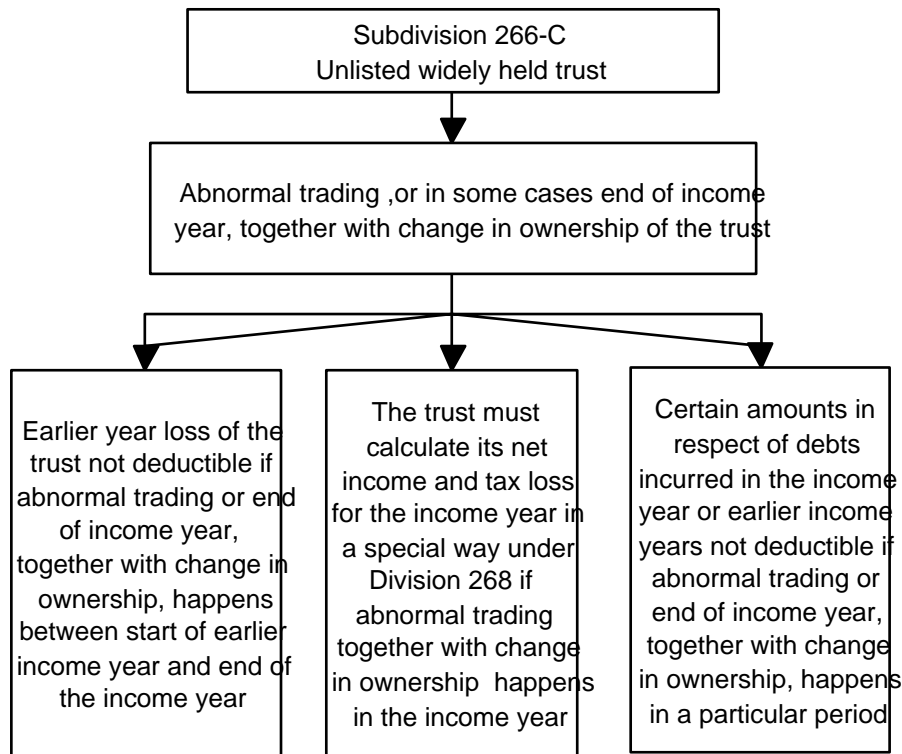 Subdivision 266-C
Unlisted widely held trust
Abnormal trading ,or in some cases end of income
year, together with change in ownership of the trust
Earlier year loss of the
trust not deductible if
abnormal trading or end
of income year,
together with change in
ownership, happens
between start of earlier
income year and end of
the income year
The trust must
calculate its net
income and tax loss
for the income year in
a special way under
Division 268 if
abnormal trading
together with change
in ownership  happens
in the income year
Certain amounts in
respect of debts
incurred in the income
year or earlier income
years not deductible if
abnormal trading or
end of income year,
together with change
in ownership, happens
in a particular period